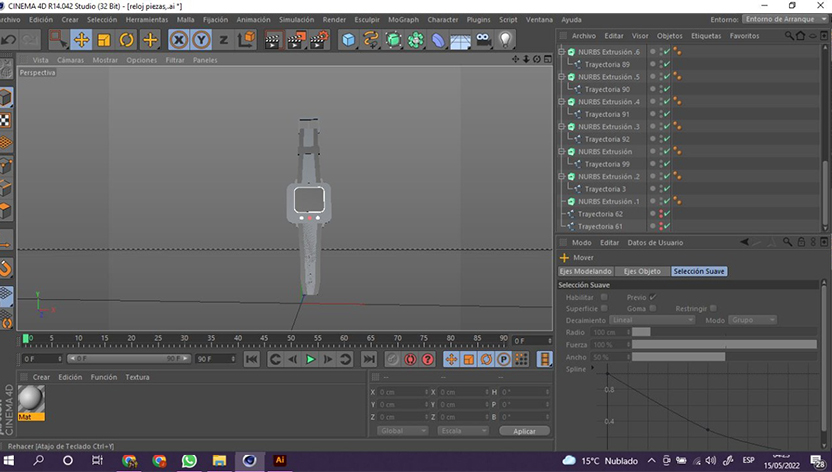 CINEMA 4D R14.042 Studio (32 Bit) - [reloj piezas,.ai *]
Archivo Edición Crear Selección Herramientas Malla Fijación Animación Simulación Render Esculpir MoGraph Character Plugins Script Ventana Ayuda Entorno: Entorno de Arranque
Vista Cámaras Mostrar Opciones Filtrar Paneles
Perspectiva
Archivo Editar Visor Objetos Etiquetas Favoritos
NURBS Extrusión .6
Trayectoria 89
NURBS Extrusión .5
Trayectoria 90
NURBS Extrusión .4
Trayectoria 91
NURBS Extrusión .3
Trayectoria 92
NURBS Extrusión
Trayectoria 99
NURBS Extrusión .2
Trayectoria 3
NURBS Extrusión .1
Trayectoria 62
Trayectoria 61
Modo Editar Datos de Usuario
Mover
Ejes Modelando Ejes Objeto Selección Suave
Selección Suave
Habilitar Previo
Superficie Goma Restringir
Decaimiento Lineal Modo Grupo
Radio 100 cm
Fuerza 100 %
Ancho 50 %
Spline
0.8
0.4
0 5 10 15 20 25 30 35 40 45 50 55 60 65 70 75 80 85 90 0 F
0 F 0 F 90 F 90 F
Crear Edición Función Textura
Mat
CINEMA 4D
-- -- --
X 0 cm X 0 cm H 0 °
Y 0 cm Y 0 cm P 0 °
Z 0 cm Z 0 cm B 0 °
Global Escala Aplicar
Rehacer [Atajo de Teclado Ctrl+Y]
15°C Nublado ESP
15/05/2022 28